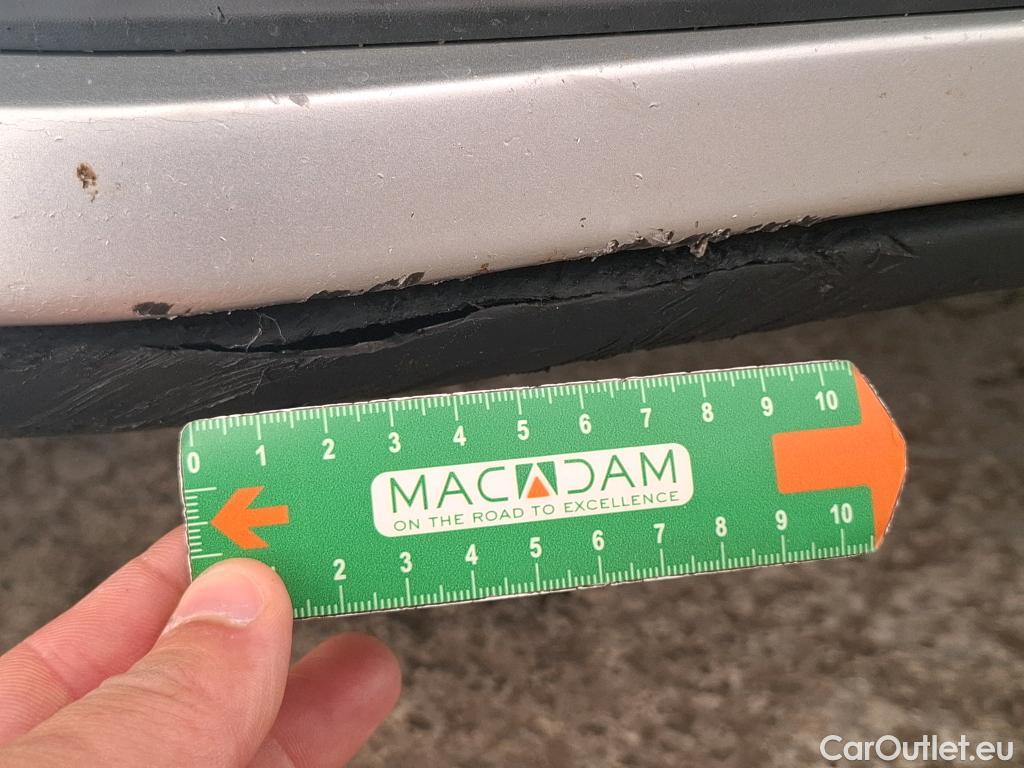 0 1 2 3 4 5 6 7 8 9 10
MACADAM
ON THE ROAD TO EXCELLENCE
2 3 4 5 6 7 8 9 10
CarOutlet.eu